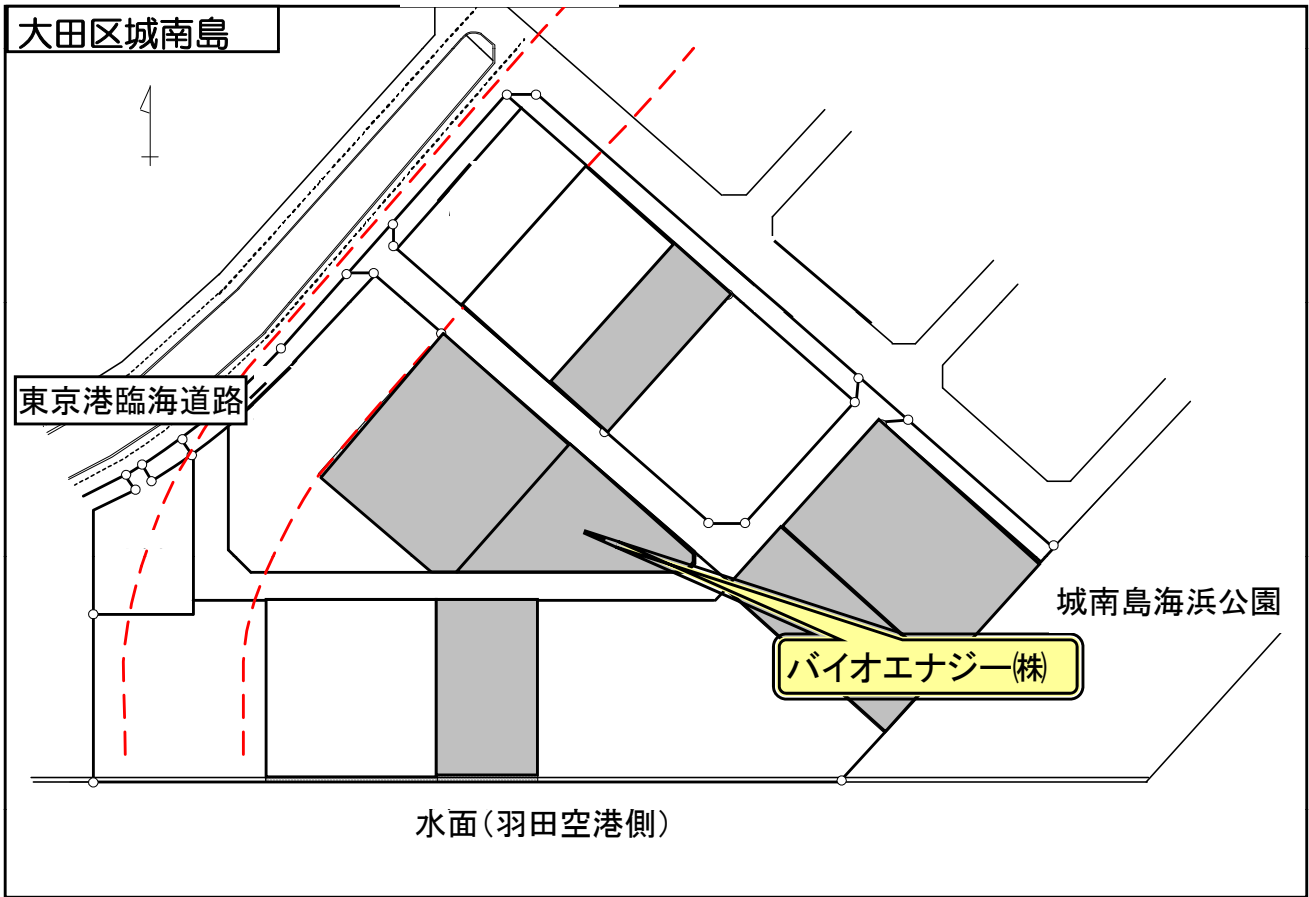 大田区城南島
東京港臨海道路
城南島海浜公園
バイオエナジー㈱
水面（羽田空港側）